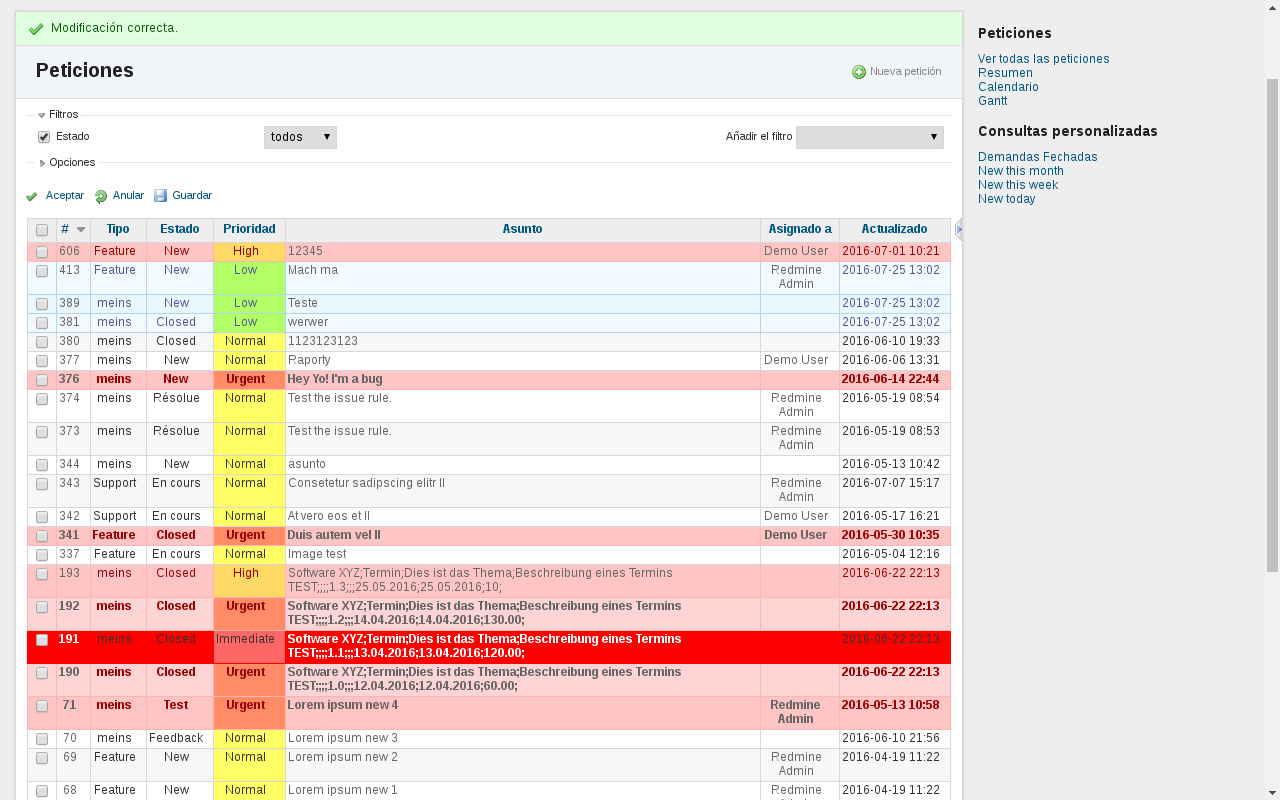 Modificación correcta.
Peticiones
Nueva petición
Filtros
Estado todos Añadir el filtro
Opciones
Aceptar Anular Guardar
# Tipo Estado Prioridad Asunto Asignado a Actualizado
606 Feature New High 12345 Demo User 2016-07-01 10:21
413 Feature New Low Mach ma Redmine Admin 2016-07-25 13:02
389 meins New Low Teste 2016-07-25 13:02
381 meins Closed Low werwer 2016-07-25 13:02
380 meins Closed Normal 1123123123 2016-06-10 19:33
377 meins New Normal Raporty Demo User 2016-06-06 13:31
376 meins New Urgent Hey Yo! I'm a bug 2016-06-14 22:44
374 meins Résolue Normal Test the issue rule. Redmine Admin 2016-05-19 08:54
373 meins Résolue Normal Test the issue rule. Redmine Admin 2016-05-19 08:53
344 meins New Normal asunto 2016-05-13 10:42
343 Support En cours Normal Consetetur sadipscing elitr II Redmine Admin 2016-07-07 15:17
342 Support En cours Normal At vero eos et II Demo User 2016-05-17 16:21
341 Feature Closed Urgent Duis autem vel II Demo User 2016-05-30 10:35
337 Feature En cours Normal Image test 2016-05-04 12:16
193 meins Closed High Software XYZ;Termin;Dies ist das Thema;Beschreibung eines Termins 2016-06-22 22:13
TEST;;;;1.3;;;25.05.2016;25.05.2016;10;
192 meins Closed Urgent Software XYZ;Termin;Dies ist das Thema;Beschreibung eines Termins 2016-06-22 22:13
TEST;;;;1.2;;;14.04.2016;14.04.2016;130.00;
191 meins Closed Immediate Software XYZ;Termin;Dies ist das Thema;Beschreibung eines Termins 2016-06-22 22:13
TEST;;;;1.1;;;13.04.2016;13.04.2016;120.00;
190 meins Closed Urgent Software XYZ;Termin;Dies ist das Thema;Beschreibung eines Termins 2016-06-22 22:13
TEST;;;;1.0;;;12.04.2016;12.04.2016;60.00;
71 meins Test Urgent Lorem ipsum new 4 Redmine Admin 2016-05-13 10:58
70 meins Feedback Normal Lorem ipsum new 3 2016-06-10 21:56
69 Feature New Normal Lorem ipsum new 2 Redmine Admin 2016-04-19 11:22
68 Feature New Normal Lorem ipsum new 1 Redmine Admin 2016-04-19 11:22
Peticiones
Ver todas las peticiones
Resumen
Calendario
Gantt
Consultas personalizadas
Demandas Fechadas
New this month
New this week
New today